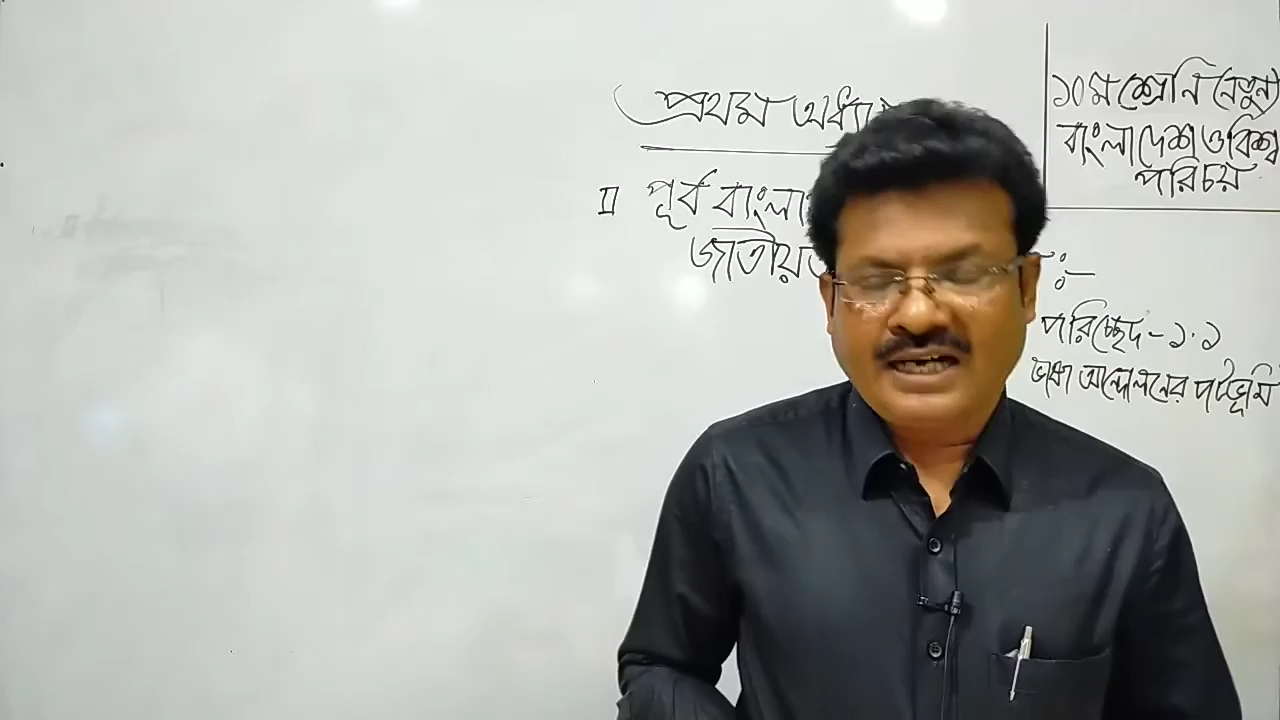 প্রথম অধ্যা
॥ পূর্ব বাংলা
জাতীয়
১০ম শ্রেণি (নতুন)
বাংলাদেশ ও বিশ্ব
পরিচয়
পরিচ্ছেদ-১.১
ভাষা আন্দোলনের পটভূমি